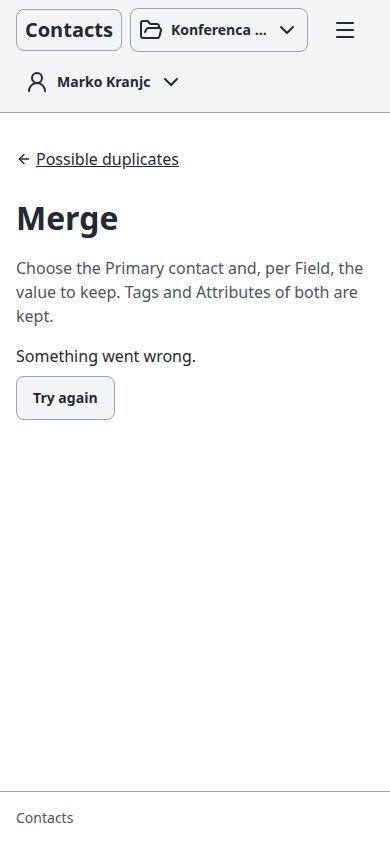 Contacts
Konferenca ...
Marko Kranjc
Possible duplicates
Merge
Choose the Primary contact and, per Field, the
value to keep. Tags and Attributes of both are
kept.
Something went wrong.
Try again
Contacts